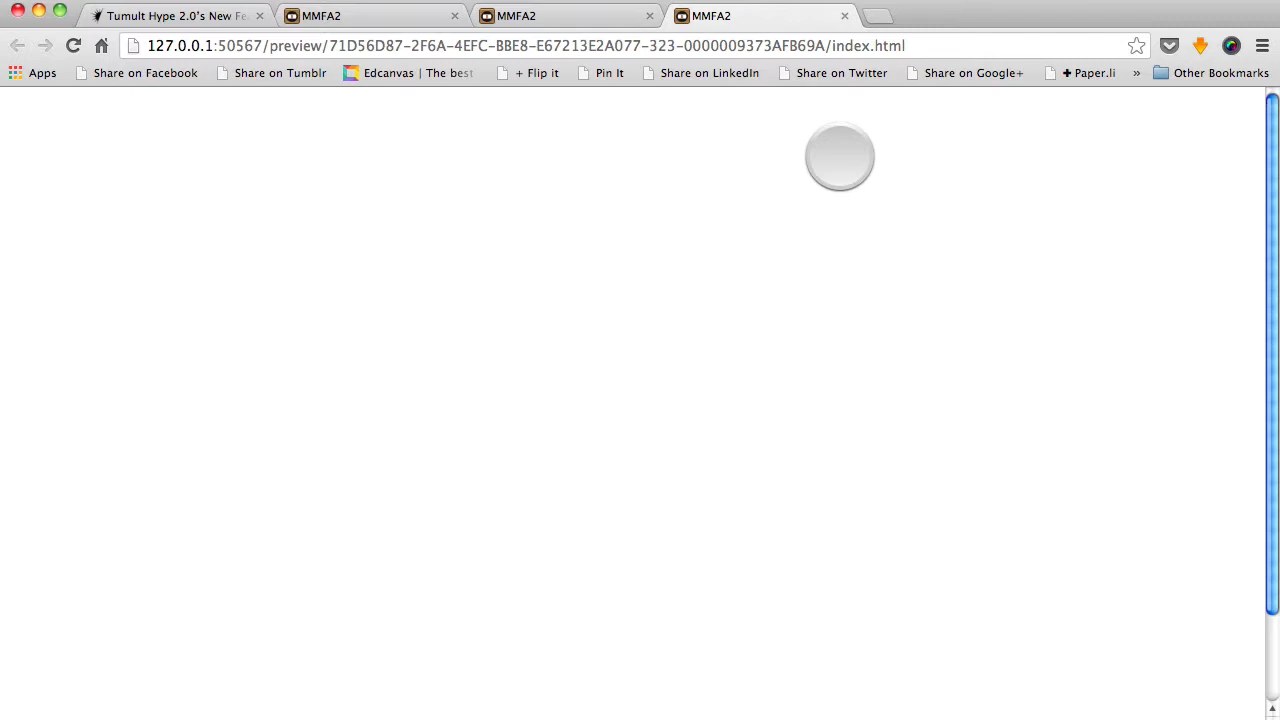 Tumult Hype 2.0's New Fe
MMFA2
MMFA2
MMFA2
127.0.0.1:50567/preview/71D56D87-2F6A-4EFC-BBE8-E67213E2A077-323-0000009373AFB69A/index.html
Apps Share on Facebook Share on Tumblr Edcanvas | The best + Flip it Pin It Share on LinkedIn Share on Twitter Share on Google+ ✚ Paper.li » Other Bookmarks